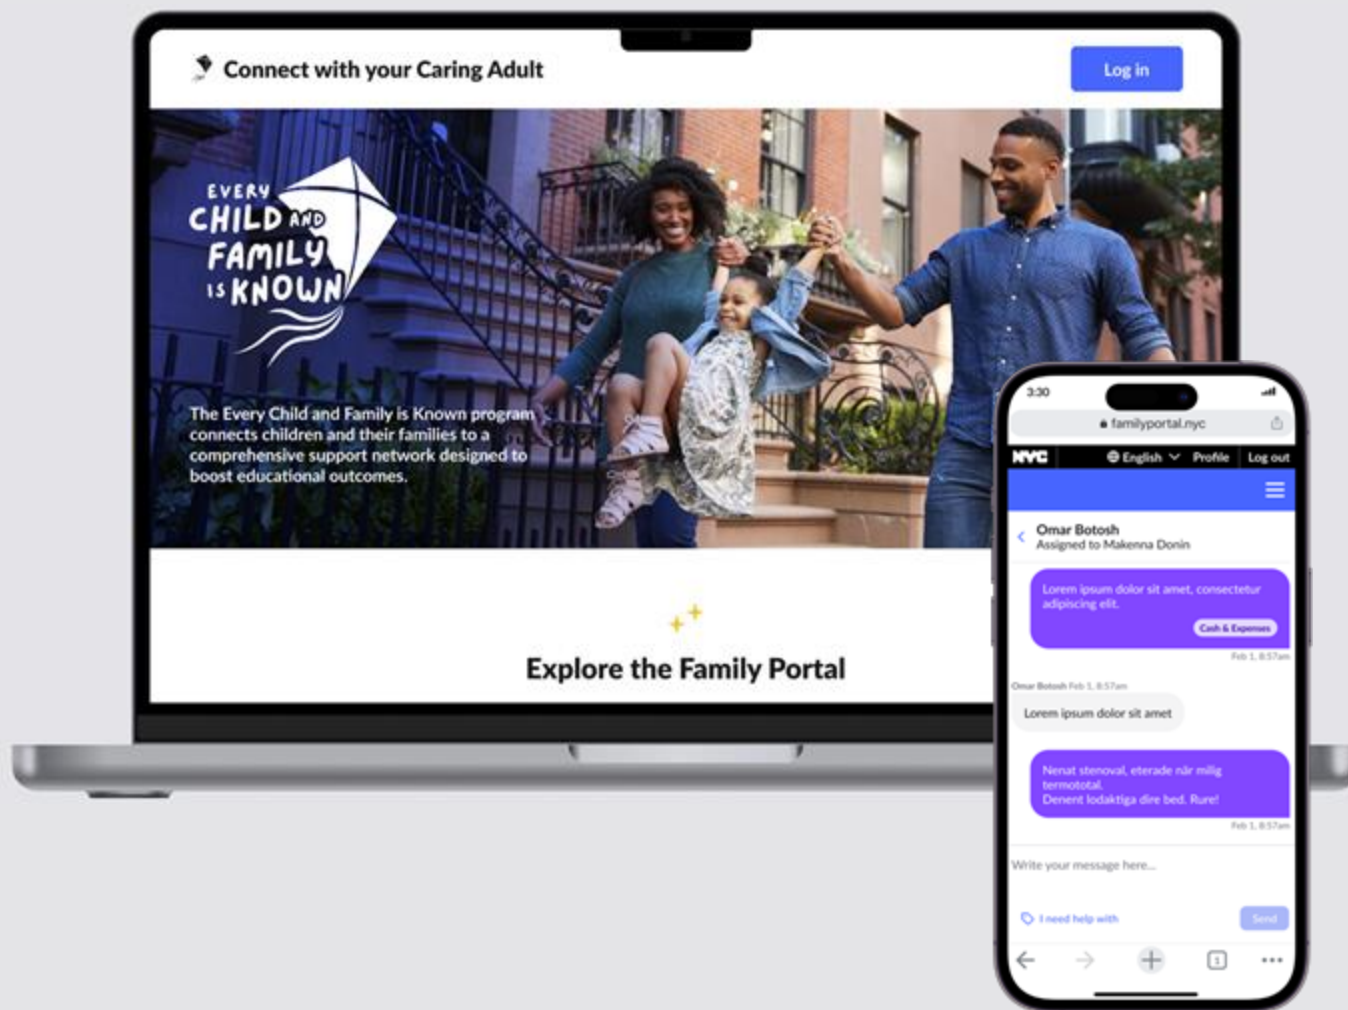 Connect with your Caring Adult
Log in
EVERY
CHILD AND
FAMILY
IS KNOWN
The Every Child and Family is Known program
connects children and their families to a
comprehensive support network designed to
boost educational outcomes.
Explore the Family Portal
3:30
familyportal.nyc
NYC
English
Profile
Log out
Omar Botosh
Assigned to Makenna Donin
Lorem ipsum dolor sit amet, consectetur
adipiscing elit.
Cash & Expenses
Feb 1, 8:57am
Omar Botosh Feb 1, 8:57am
Lorem ipsum dolor sit amet
Nenat stenoval, eterade när milig
termototal.
Denent lodaktiga dire bed. Rure!
Feb 1, 8:57am
Write your message here...
I need help with
Send
1